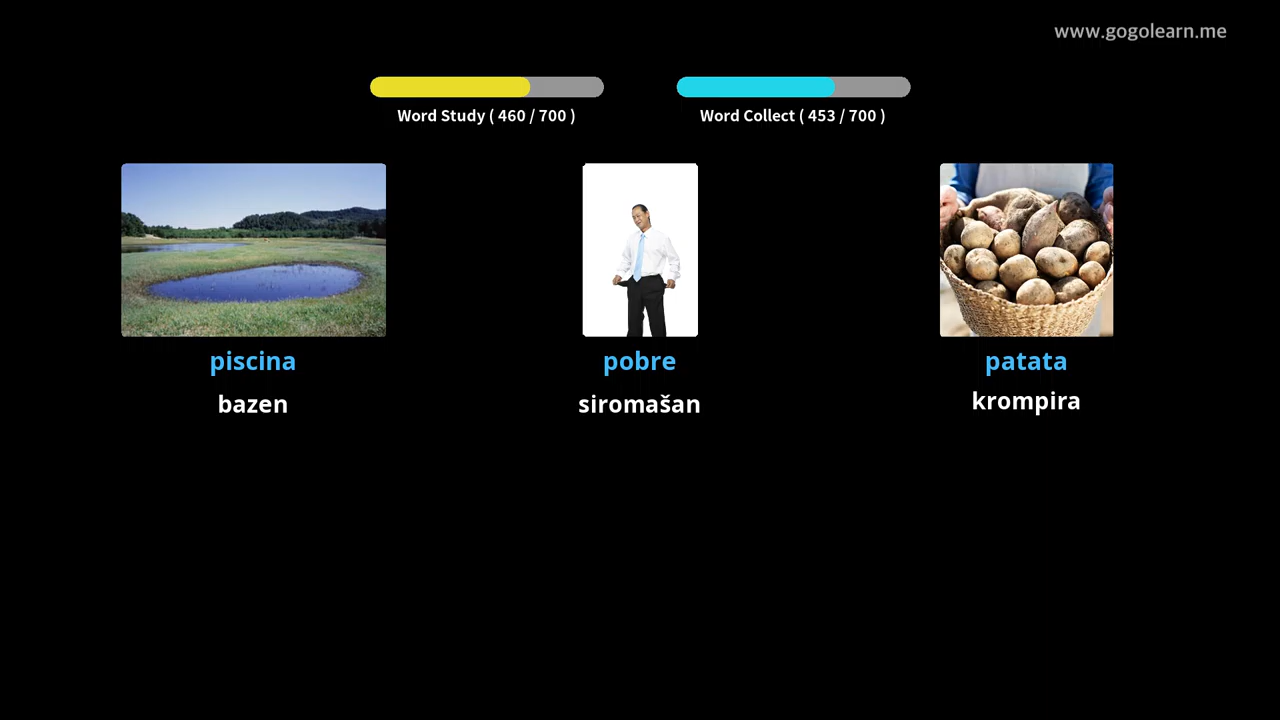 www.gogolearn.me
Word Study ( 460 / 700 )
Word Collect ( 453 / 700 )
piscina
pobre
patata
bazen
siromašan
krompira